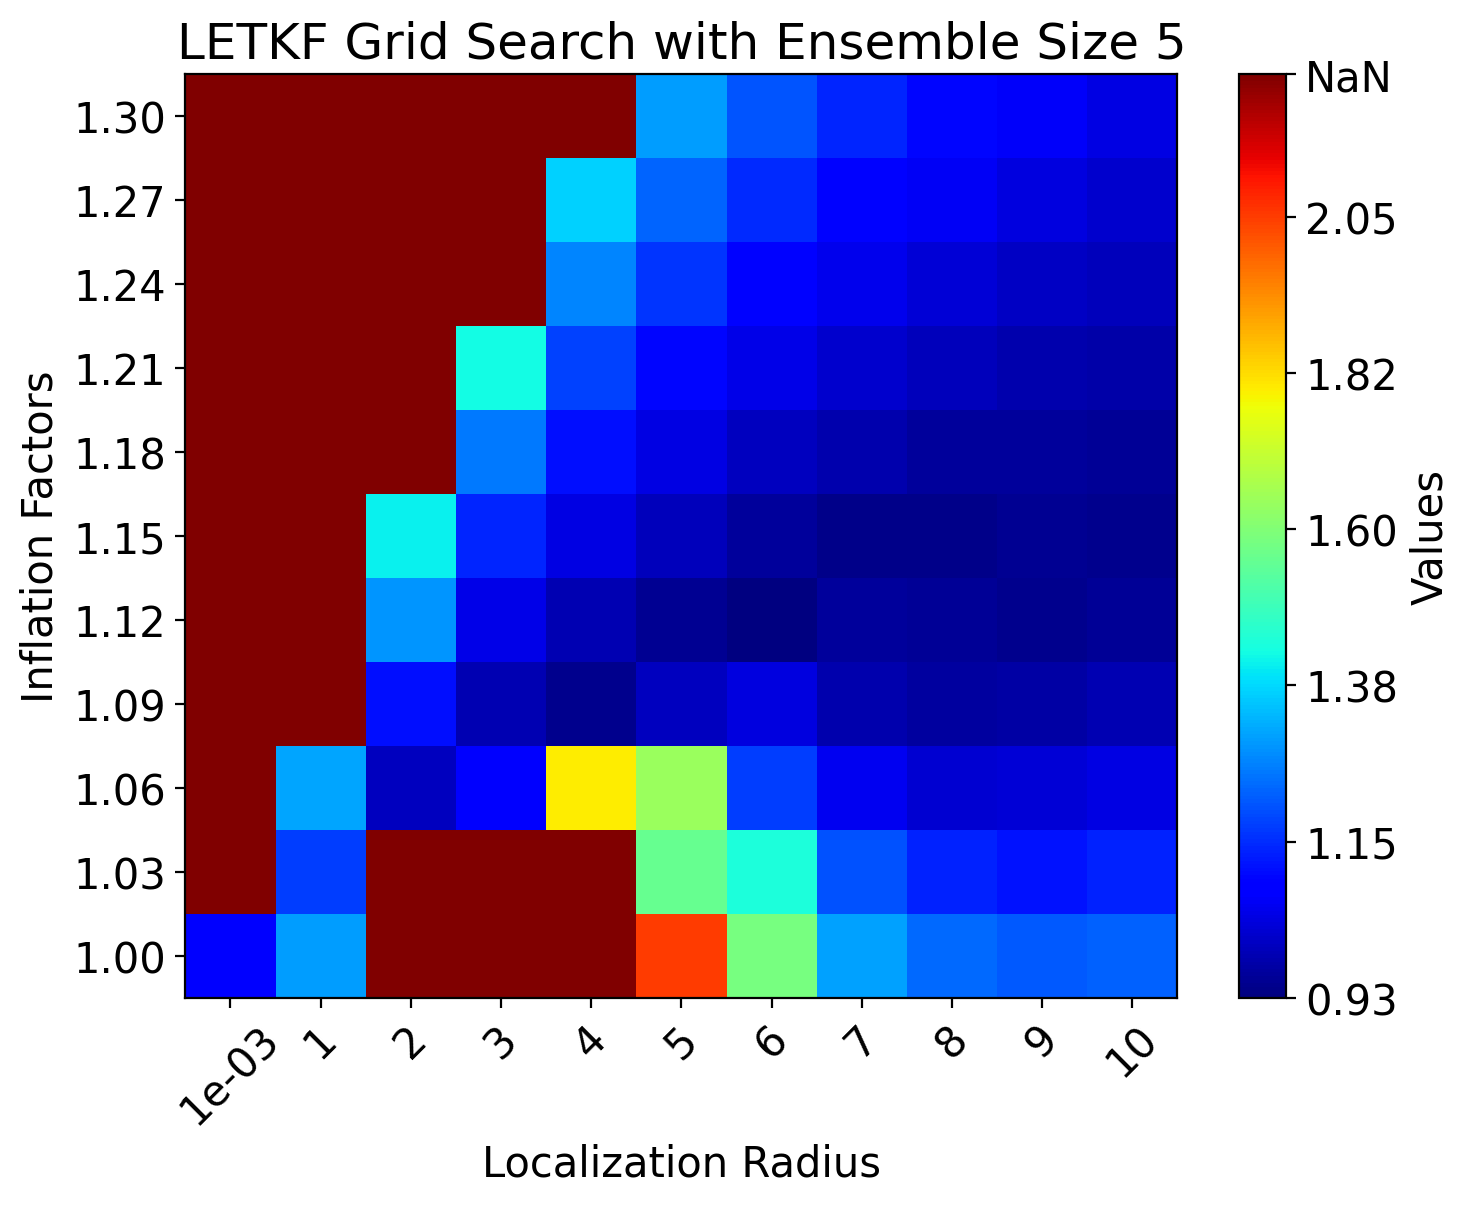 LETKF Grid Search with Ensemble Size 5
1.30
1.27
1.24
1.21
1.18
1.15
1.12
1.09
1.06
1.03
1.00
Inflation Factors
1e-03 1 2 3 4 5 6 7 8 9 10
Localization Radius
NaN
2.05
1.82
1.60
1.38
1.15
0.93
Values